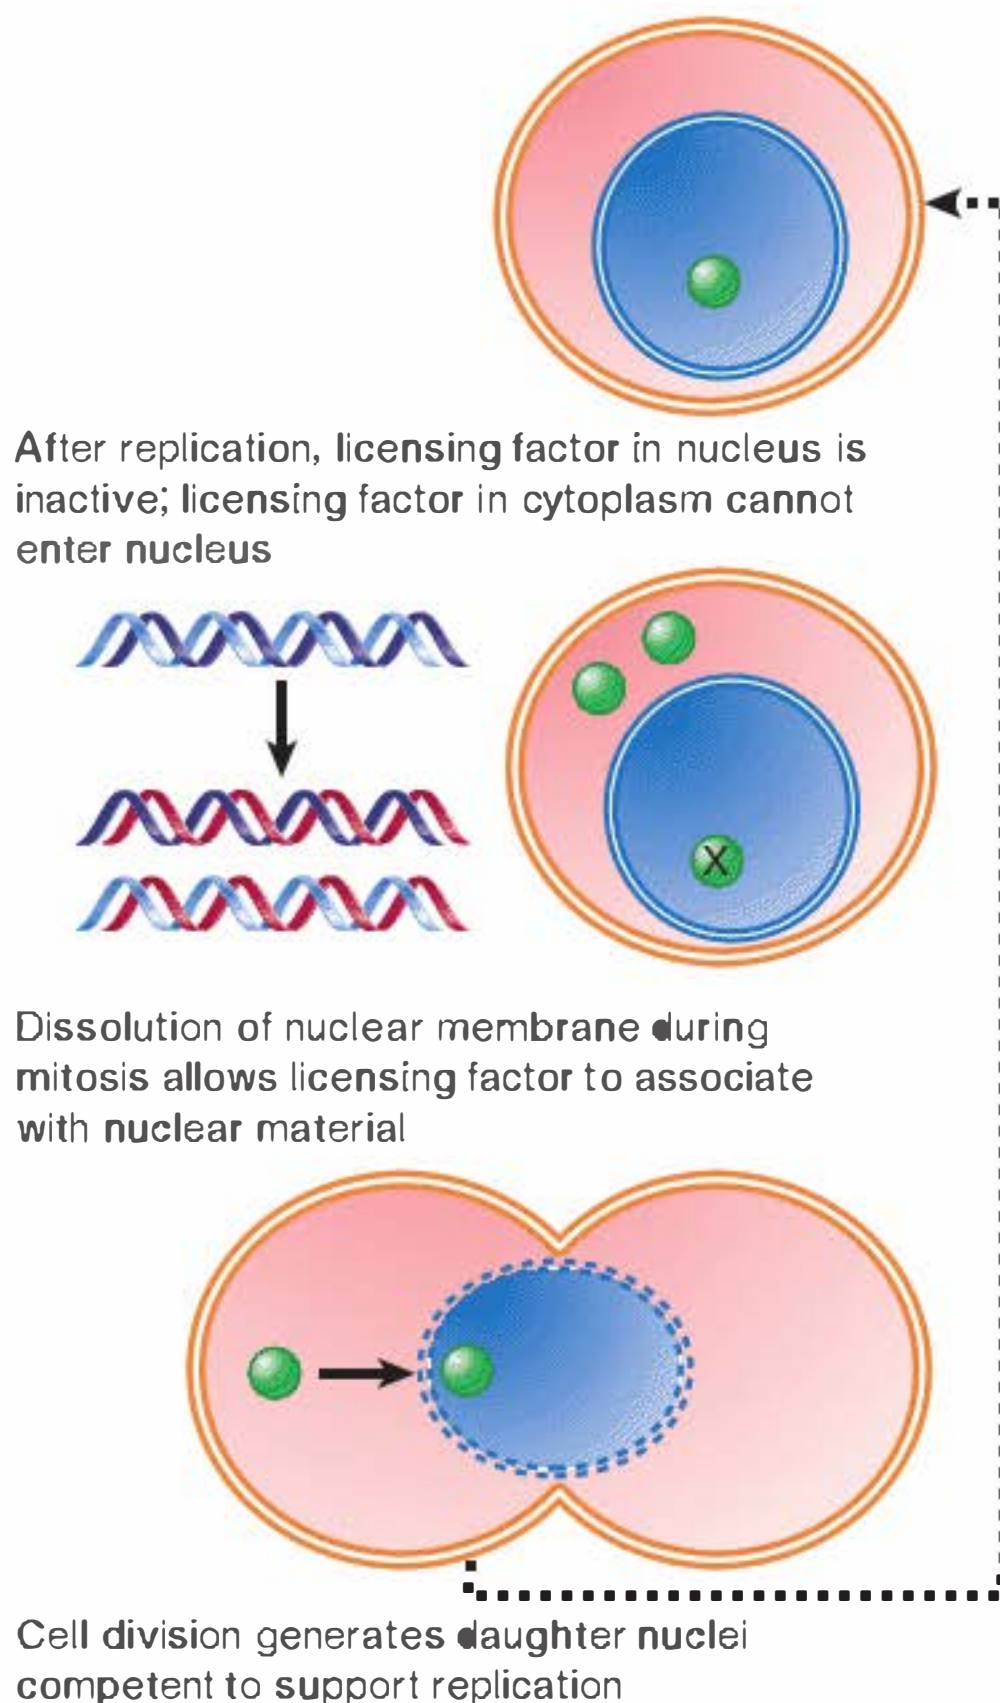 After replication, licensing factor in nucleus is
inactive; licensing factor in cytoplasm cannot
enter nucleus
X
Dissolution of nuclear membrane during
mitosis allows licensing factor to associate
with nuclear material
Cell division generates daughter nuclei
competent to support replication